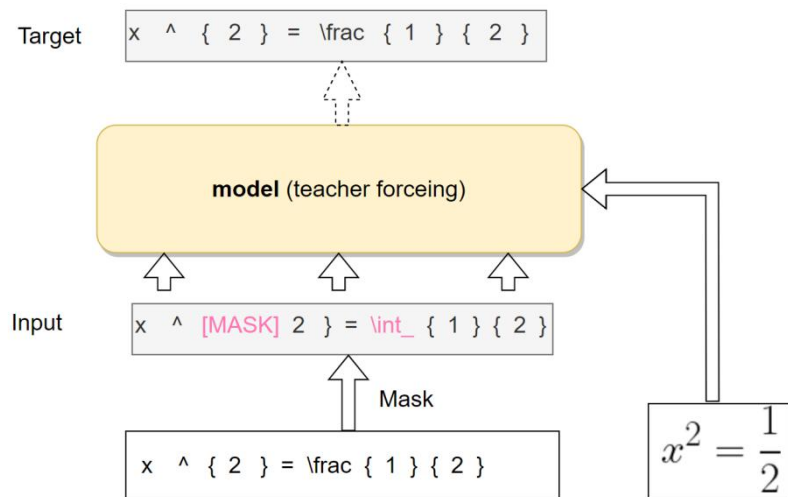 Target
x ^ { 2 } = \frac { 1 } { 2 }
model (teacher forceing)
Input
x ^ [MASK] 2 } = \int_ { 1 } { 2 }
Mask
x ^ { 2 } = \frac { 1 } { 2 }
x² = 1/2